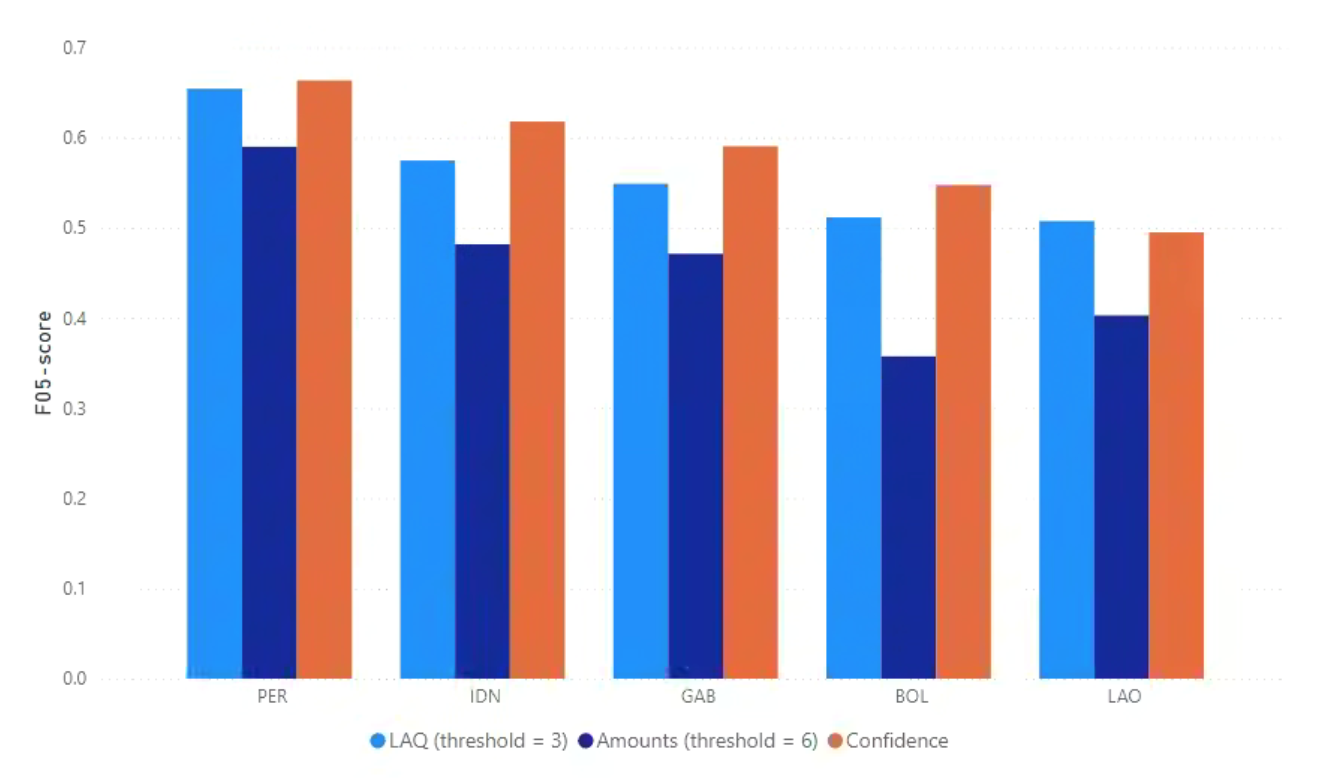 0.7
0.6
0.5
0.4
0.3
0.2
0.1
0.0
F05-score
PER IDN GAB BOL LAO
LAQ (threshold = 3) Amounts (threshold = 6) Confidence